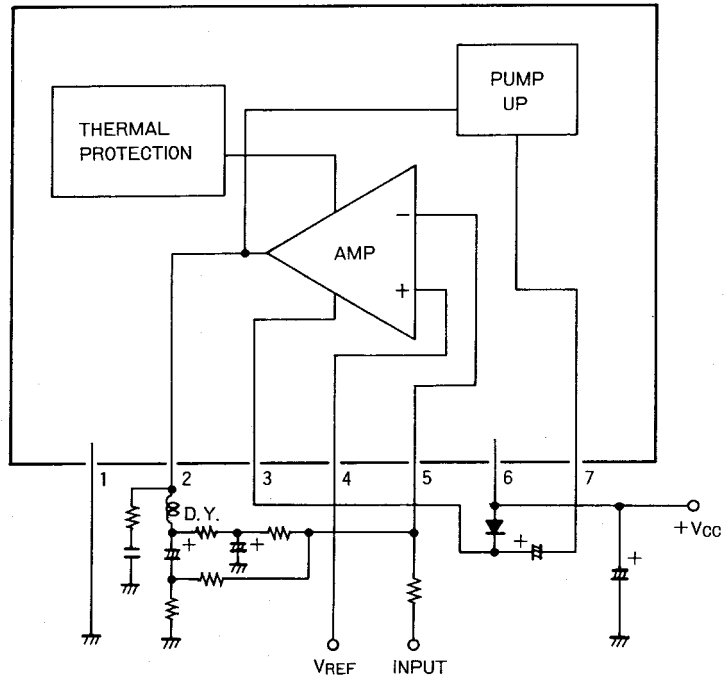 PUMP
UP
THERMAL
PROTECTION
−
AMP
+
1 2 3 4 5 6 7
D.Y.
+ + +
+VCC
+
VREF INPUT